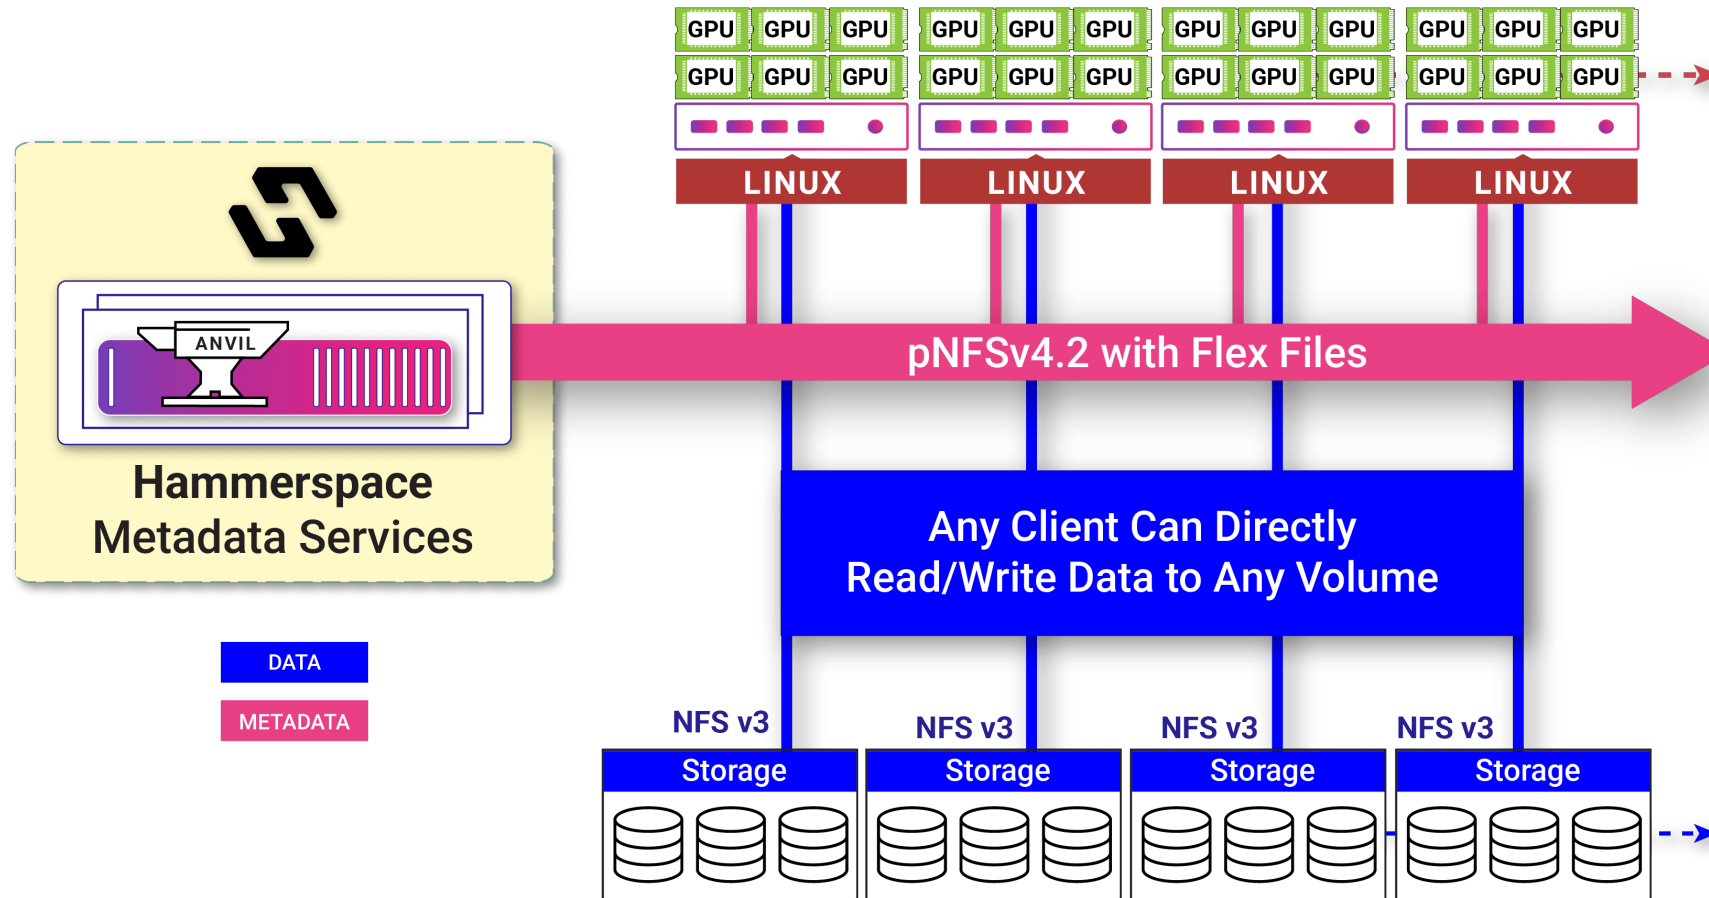 GPU GPU GPU GPU GPU GPU GPU GPU GPU GPU GPU GPU
GPU GPU GPU GPU GPU GPU GPU GPU GPU GPU GPU GPU
LINUX LINUX LINUX LINUX
ANVIL
pNFSv4.2 with Flex Files
Hammerspace
Metadata Services
Any Client Can Directly
Read/Write Data to Any Volume
DATA
METADATA
NFS v3 NFS v3 NFS v3 NFS v3
Storage Storage Storage Storage